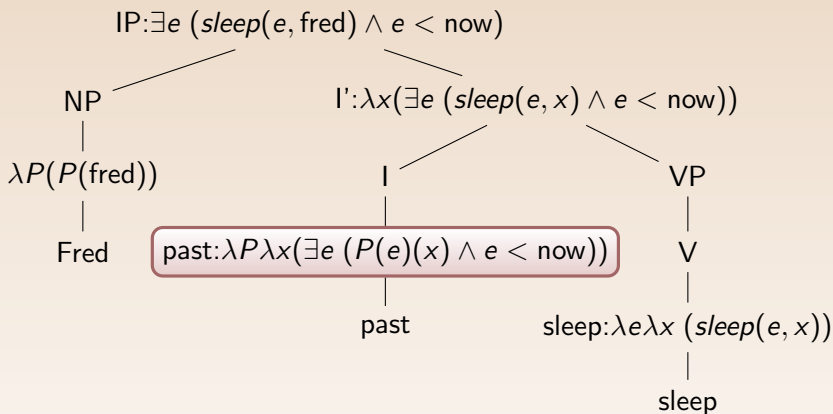 IP:∃e (sleep(e, fred) ∧ e < now)
NP
I':λx(∃e (sleep(e, x) ∧ e < now))
λP(P(fred))
I
VP
Fred
past:λPλx(∃e (P(e)(x) ∧ e < now))
V
past
sleep:λeλx (sleep(e, x))
sleep